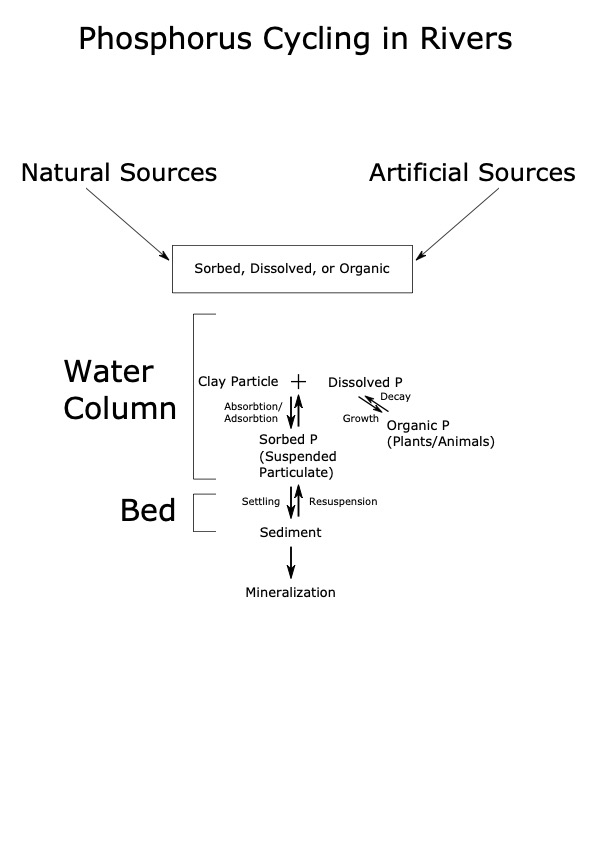 Phosphorus Cycling in Rivers
Natural Sources
Artificial Sources
Sorbed, Dissolved, or Organic
Water
Column
Clay Particle + Dissolved P
Decay
Absorbtion/
Adsorbtion
Growth
Organic P
(Plants/Animals)
Sorbed P
(Suspended
Particulate)
Bed
Settling
Resuspension
Sediment
Mineralization